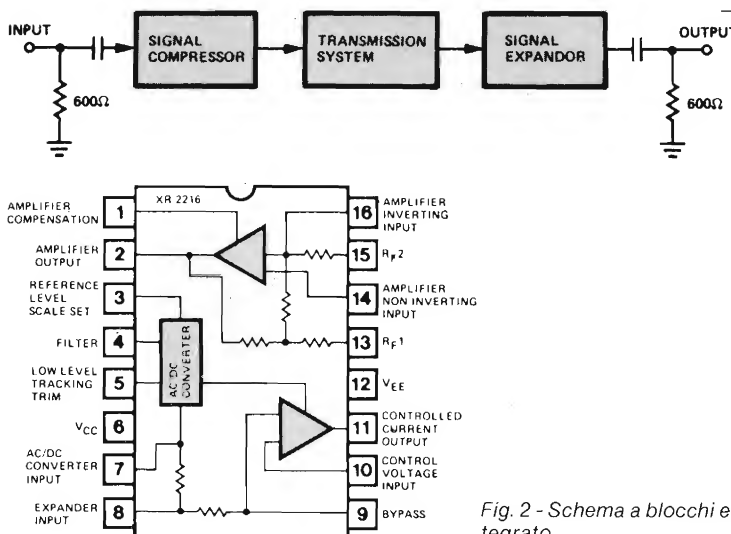 INPUT
SIGNAL
COMPRESSOR
TRANSMISSION
SYSTEM
SIGNAL
EXPANDOR
OUTPUT
600Ω
600Ω
XR 2216
AMPLIFIER
COMPENSATION
1
AMPLIFIER
OUTPUT
2
REFERENCE
LEVEL
SCALE SET
3
FILTER
4
LOW LEVEL
TRACKING
TRIM
5
VCC
6
AC/DC
CONVERTER
INPUT
7
EXPANDER
INPUT
8
AC/DC
CONVERTER
16
AMPLIFIER
INVERTING
INPUT
15
RF2
14
AMPLIFIER
NON INVERTING
INPUT
13
RF1
12
VEE
11
CONTROLLED
CURRENT
OUTPUT
10
CONTROL
VOLTAGE
INPUT
9
BYPASS
Fig. 2 - Schema a blocchi e
tegrato